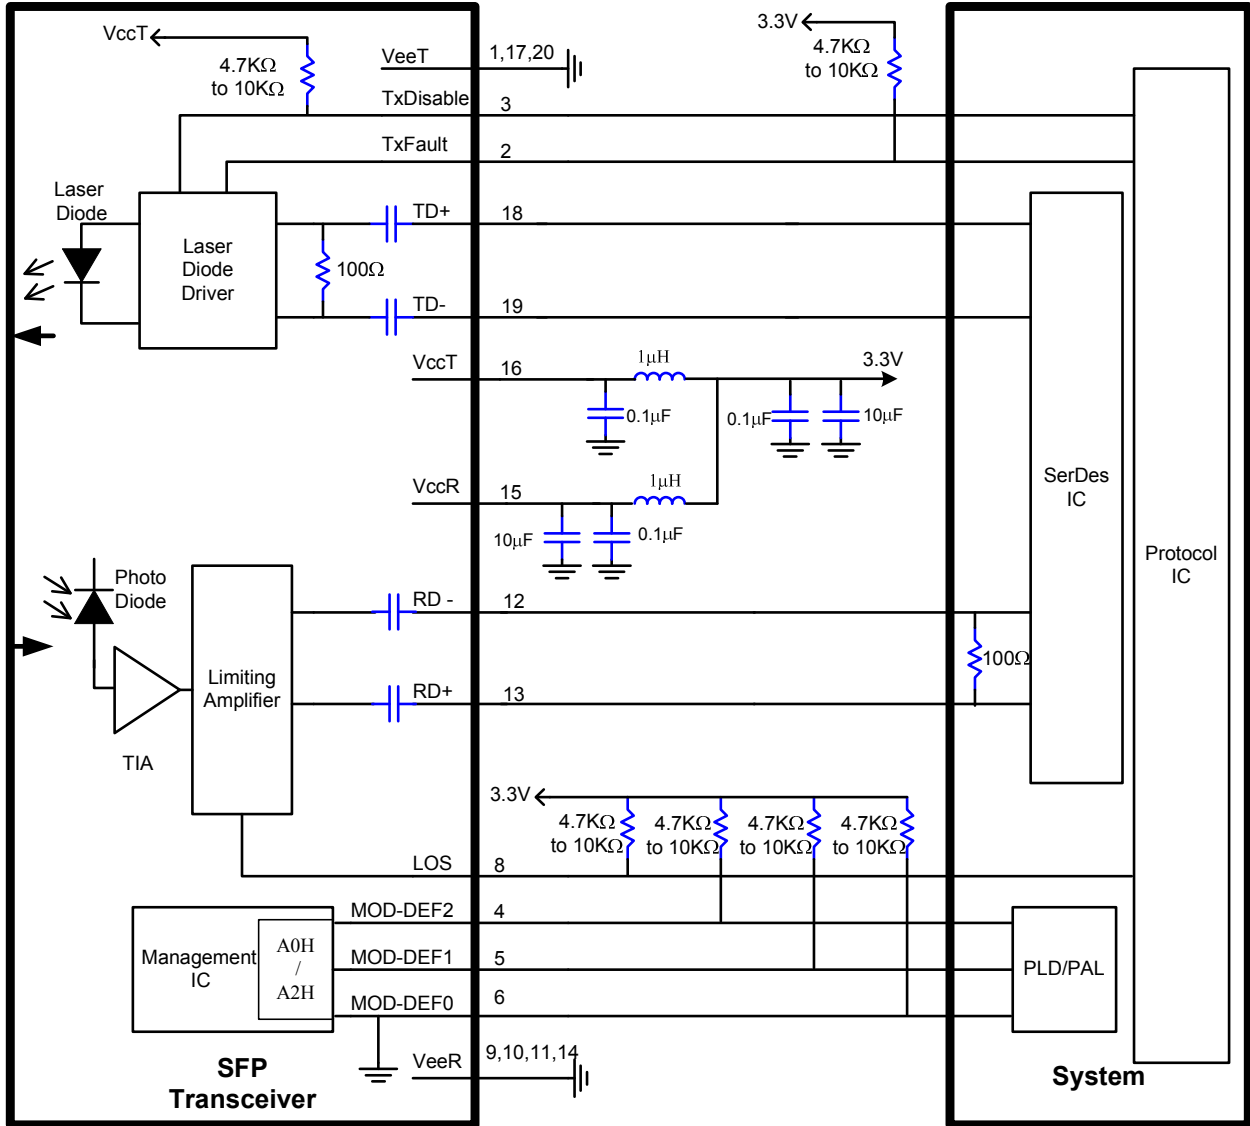 VccT
4.7KΩ
to 10KΩ
VeeT
1,17,20
3.3V
4.7KΩ
to 10KΩ
TxDisable
3
TxFault
2
Laser
Diode
Laser
Diode
Driver
TD+
18
100Ω
TD-
19
VccT
16
1μH
3.3V
0.1μF
0.1μF
10μF
VccR
15
1μH
10μF
0.1μF
SerDes
IC
Protocol
IC
Photo
Diode
TIA
Limiting
Amplifier
RD -
12
100Ω
RD+
13
3.3V
4.7KΩ
to 10KΩ
4.7KΩ
to 10KΩ
4.7KΩ
to 10KΩ
4.7KΩ
to 10KΩ
LOS
8
Management
IC
A0H
/
A2H
MOD-DEF2
4
MOD-DEF1
5
MOD-DEF0
6
PLD/PAL
VeeR
9,10,11,14
SFP
Transceiver
System